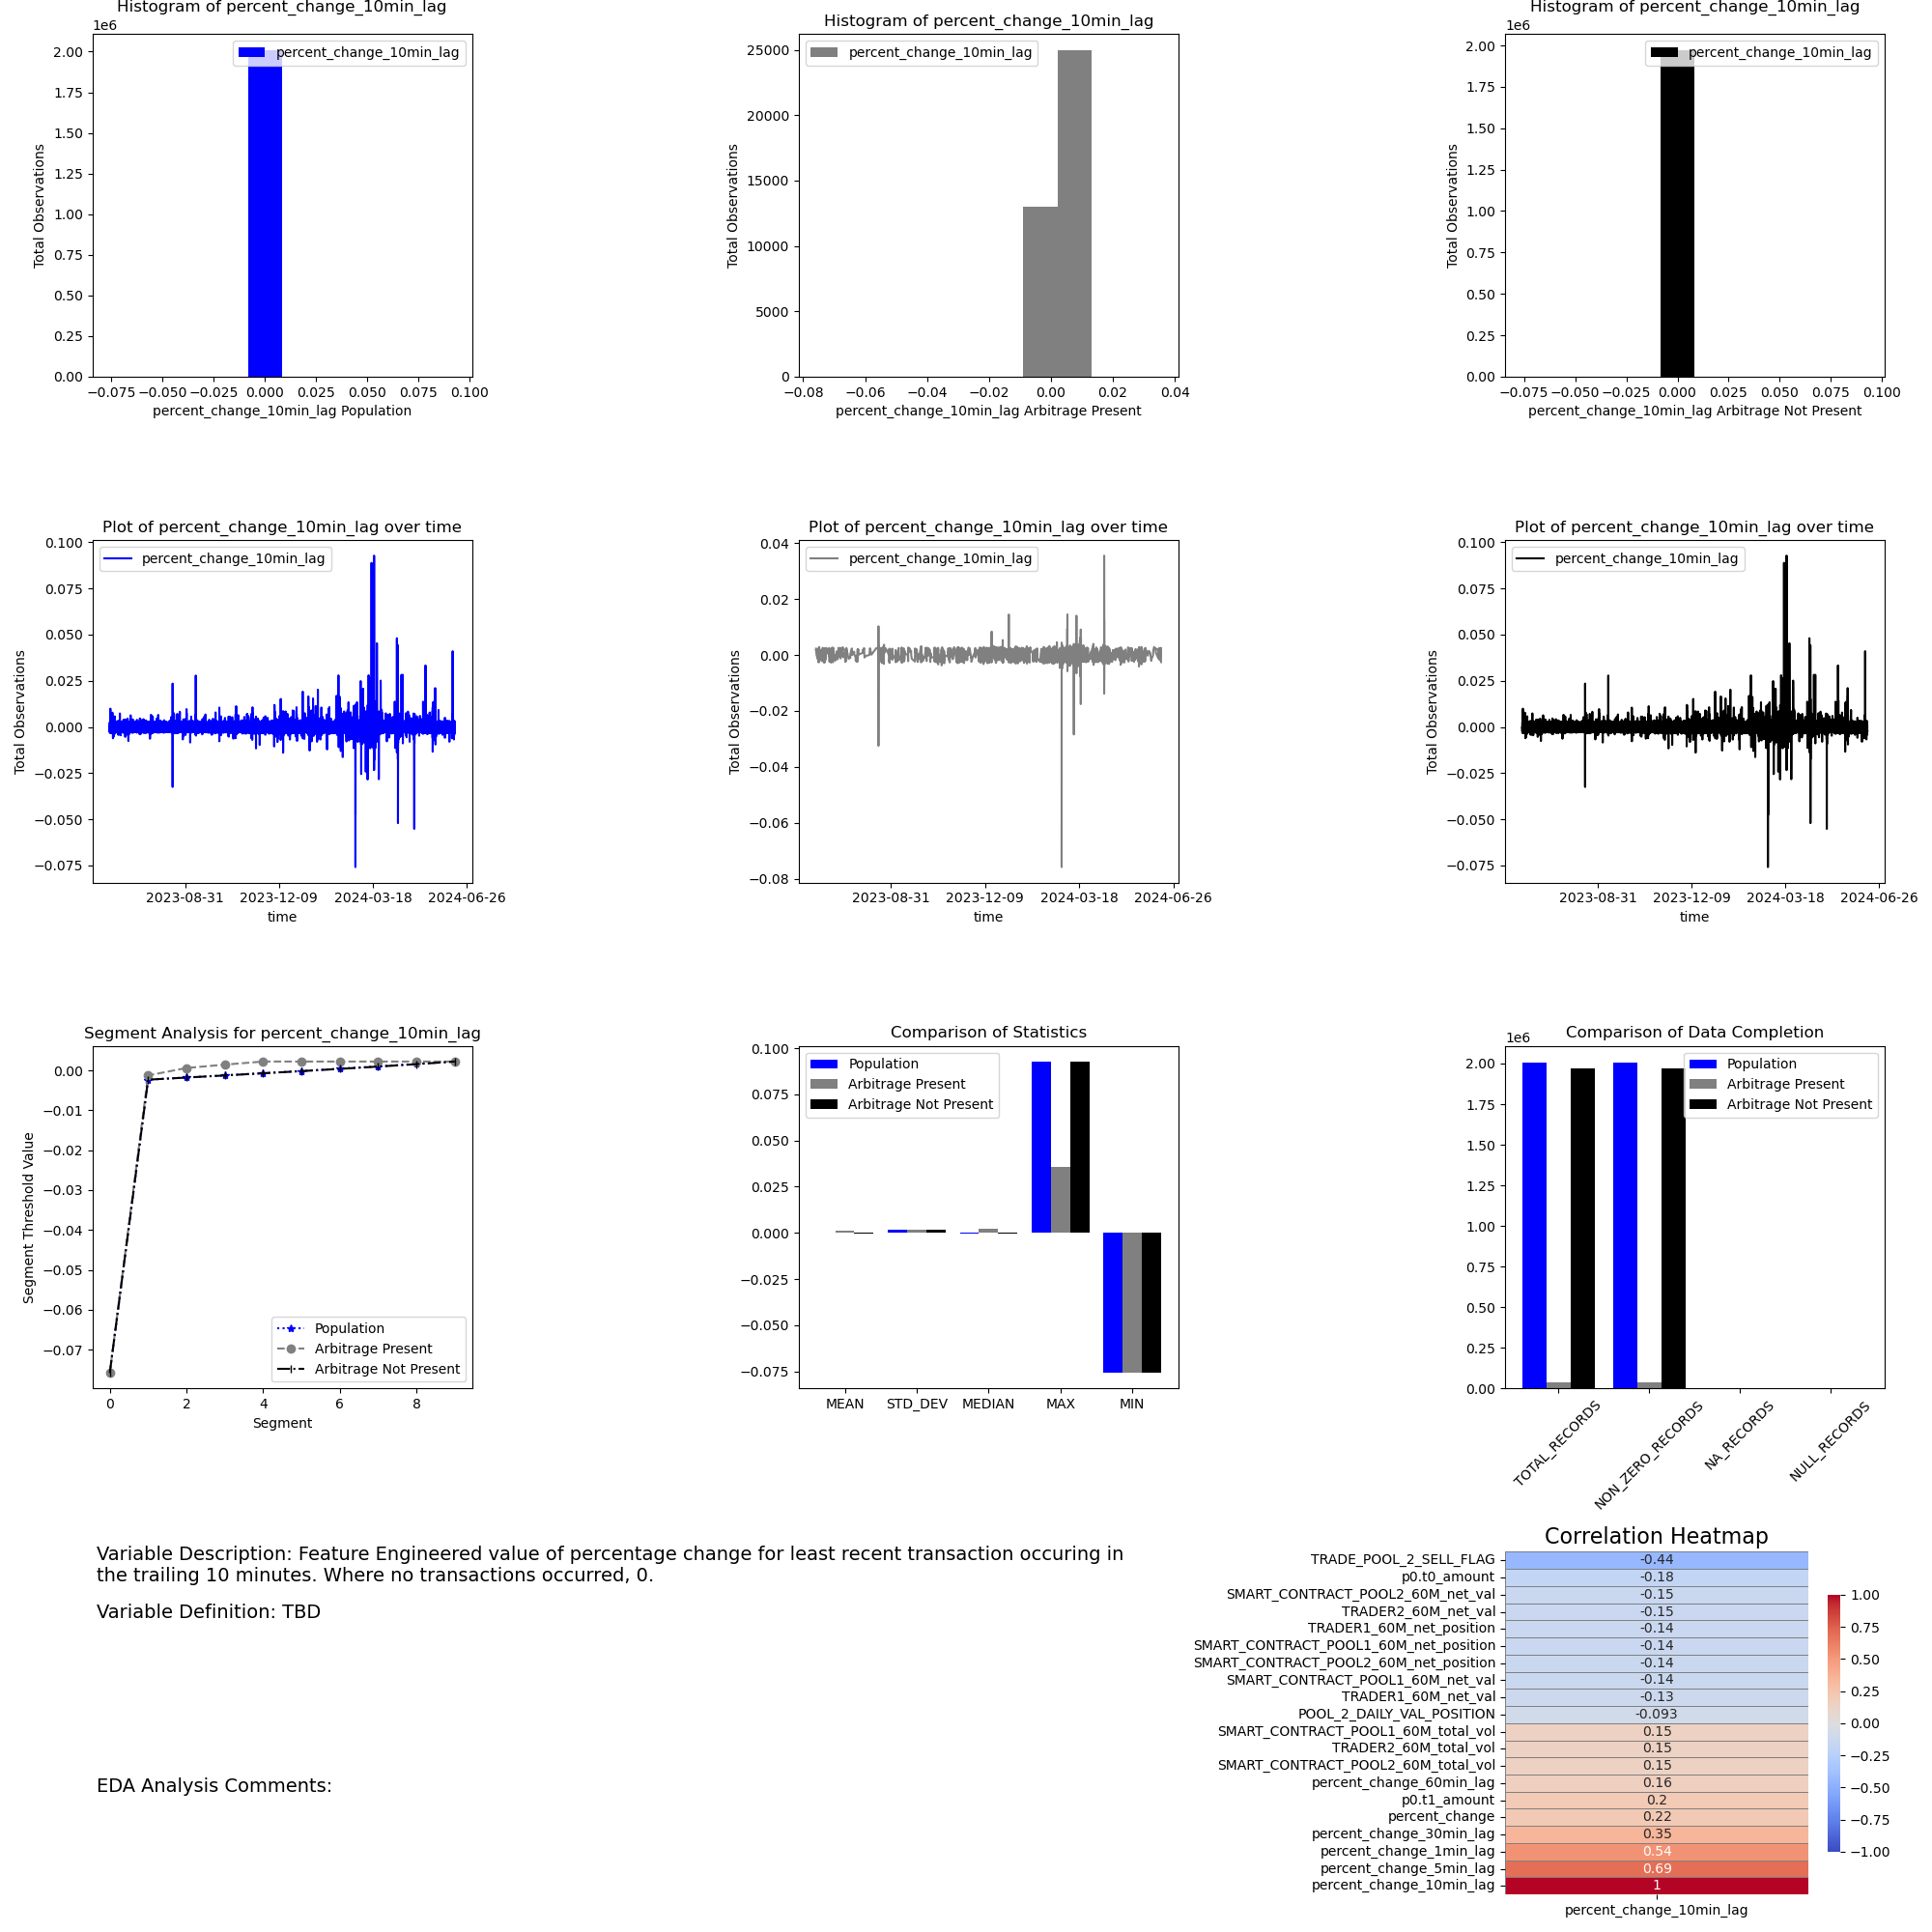 Histogram of percent_change_10min_lag
1e6
percent_change_10min_lag
2.00
1.75
1.50
1.25
1.00
0.75
0.50
0.25
0.00
Total Observations
−0.075 −0.050 −0.025 0.000 0.025 0.050 0.075 0.100
percent_change_10min_lag Population
Histogram of percent_change_10min_lag
percent_change_10min_lag
25000
20000
15000
10000
5000
0
Total Observations
−0.08 −0.06 −0.04 −0.02 0.00 0.02 0.04
percent_change_10min_lag Arbitrage Present
Histogram of percent_change_10min_lag
1e6
percent_change_10min_lag
2.00
1.75
1.50
1.25
1.00
0.75
0.50
0.25
0.00
Total Observations
−0.075 −0.050 −0.025 0.000 0.025 0.050 0.075 0.100
percent_change_10min_lag Arbitrage Not Present
Plot of percent_change_10min_lag over time
percent_change_10min_lag
0.100
0.075
0.050
0.025
0.000
−0.025
−0.050
−0.075
Total Observations
2023-08-31 2023-12-09 2024-03-18 2024-06-26
time
Plot of percent_change_10min_lag over time
percent_change_10min_lag
0.04
0.02
0.00
−0.02
−0.04
−0.06
−0.08
Total Observations
2023-08-31 2023-12-09 2024-03-18 2024-06-26
time
Plot of percent_change_10min_lag over time
percent_change_10min_lag
0.100
0.075
0.050
0.025
0.000
−0.025
−0.050
−0.075
Total Observations
2023-08-31 2023-12-09 2024-03-18 2024-06-26
time
Segment Analysis for percent_change_10min_lag
0.00
−0.01
−0.02
−0.03
−0.04
−0.05
−0.06
−0.07
Segment Threshold Value
Population
Arbitrage Present
Arbitrage Not Present
0 2 4 6 8
Segment
Comparison of Statistics
Population
Arbitrage Present
Arbitrage Not Present
0.100
0.075
0.050
0.025
0.000
−0.025
−0.050
−0.075
MEAN STD_DEV MEDIAN MAX MIN
Comparison of Data Completion
1e6
Population
Arbitrage Present
Arbitrage Not Present
2.00
1.75
1.50
1.25
1.00
0.75
0.50
0.25
0.00
TOTAL_RECORDS
NON_ZERO_RECORDS
NA_RECORDS
NULL_RECORDS
Variable Description: Feature Engineered value of percentage change for least recent transaction occuring in
the trailing 10 minutes. Where no transactions occurred, 0.
Variable Definition: TBD
EDA Analysis Comments:
Correlation Heatmap
TRADE_POOL_2_SELL_FLAG -0.44
p0.t0_amount -0.18
SMART_CONTRACT_POOL2_60M_net_val -0.15
TRADER2_60M_net_val -0.15
TRADER1_60M_net_position -0.14
SMART_CONTRACT_POOL1_60M_net_position -0.14
SMART_CONTRACT_POOL2_60M_net_position -0.14
SMART_CONTRACT_POOL1_60M_net_val -0.14
TRADER1_60M_net_val -0.13
POOL_2_DAILY_VAL_POSITION -0.093
SMART_CONTRACT_POOL1_60M_total_vol 0.15
TRADER2_60M_total_vol 0.15
SMART_CONTRACT_POOL2_60M_total_vol 0.15
percent_change_60min_lag 0.16
p0.t1_amount 0.2
percent_change 0.22
percent_change_30min_lag 0.35
percent_change_1min_lag 0.54
percent_change_5min_lag 0.69
percent_change_10min_lag 1
percent_change_10min_lag
1.00
0.75
0.50
0.25
0.00
−0.25
−0.50
−0.75
−1.00